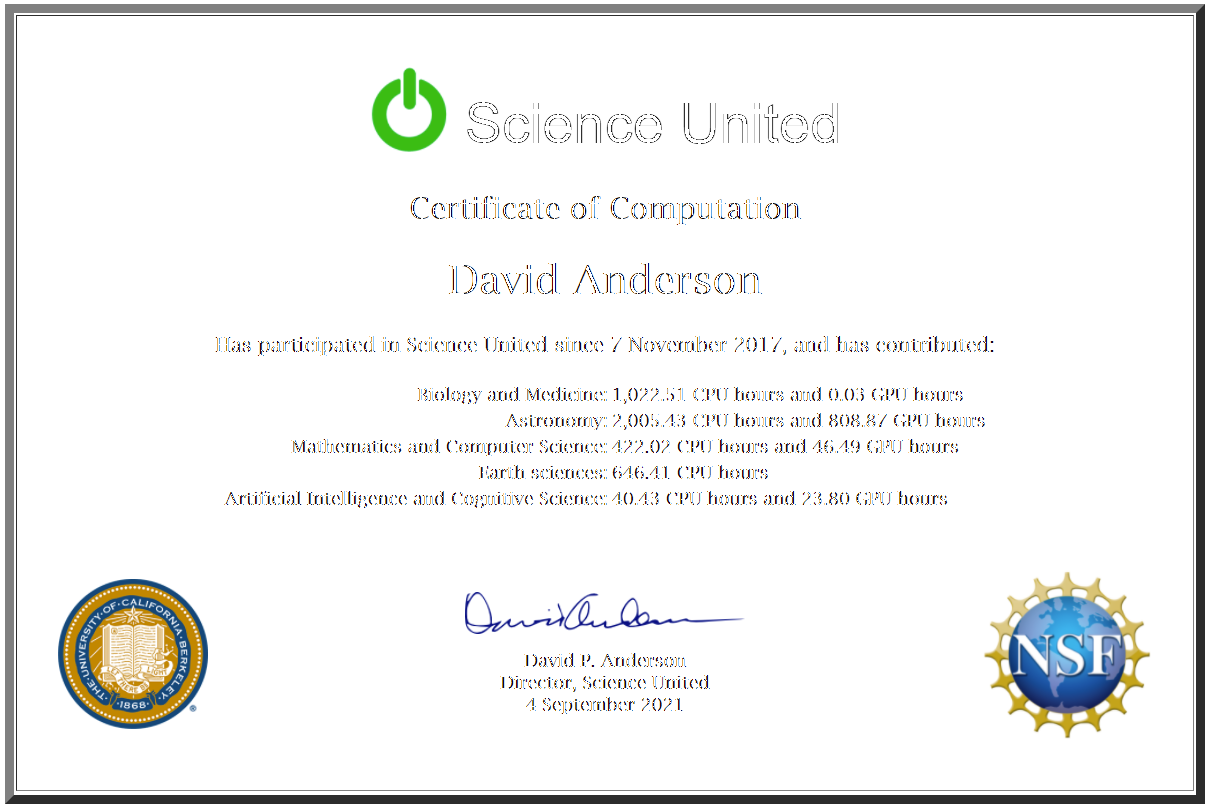 Science United
Certificate of Computation
David Anderson
Has participated in Science United since 7 November 2017, and has contributed:
Biology and Medicine: 1,022.51 CPU hours and 0.03 GPU hours
Astronomy: 2,005.43 CPU hours and 808.87 GPU hours
Mathematics and Computer Science: 422.02 CPU hours and 46.49 GPU hours
Earth sciences: 646.41 CPU hours
Artificial Intelligence and Cognitive Science: 40.43 CPU hours and 23.80 GPU hours
THE·UNIVERSITY·OF·CALIFORNIA·BERKELEY
LET THERE BE LIGHT
·1868·
®
David Anderson
David P. Anderson
Director, Science United
4 September 2021
NSF